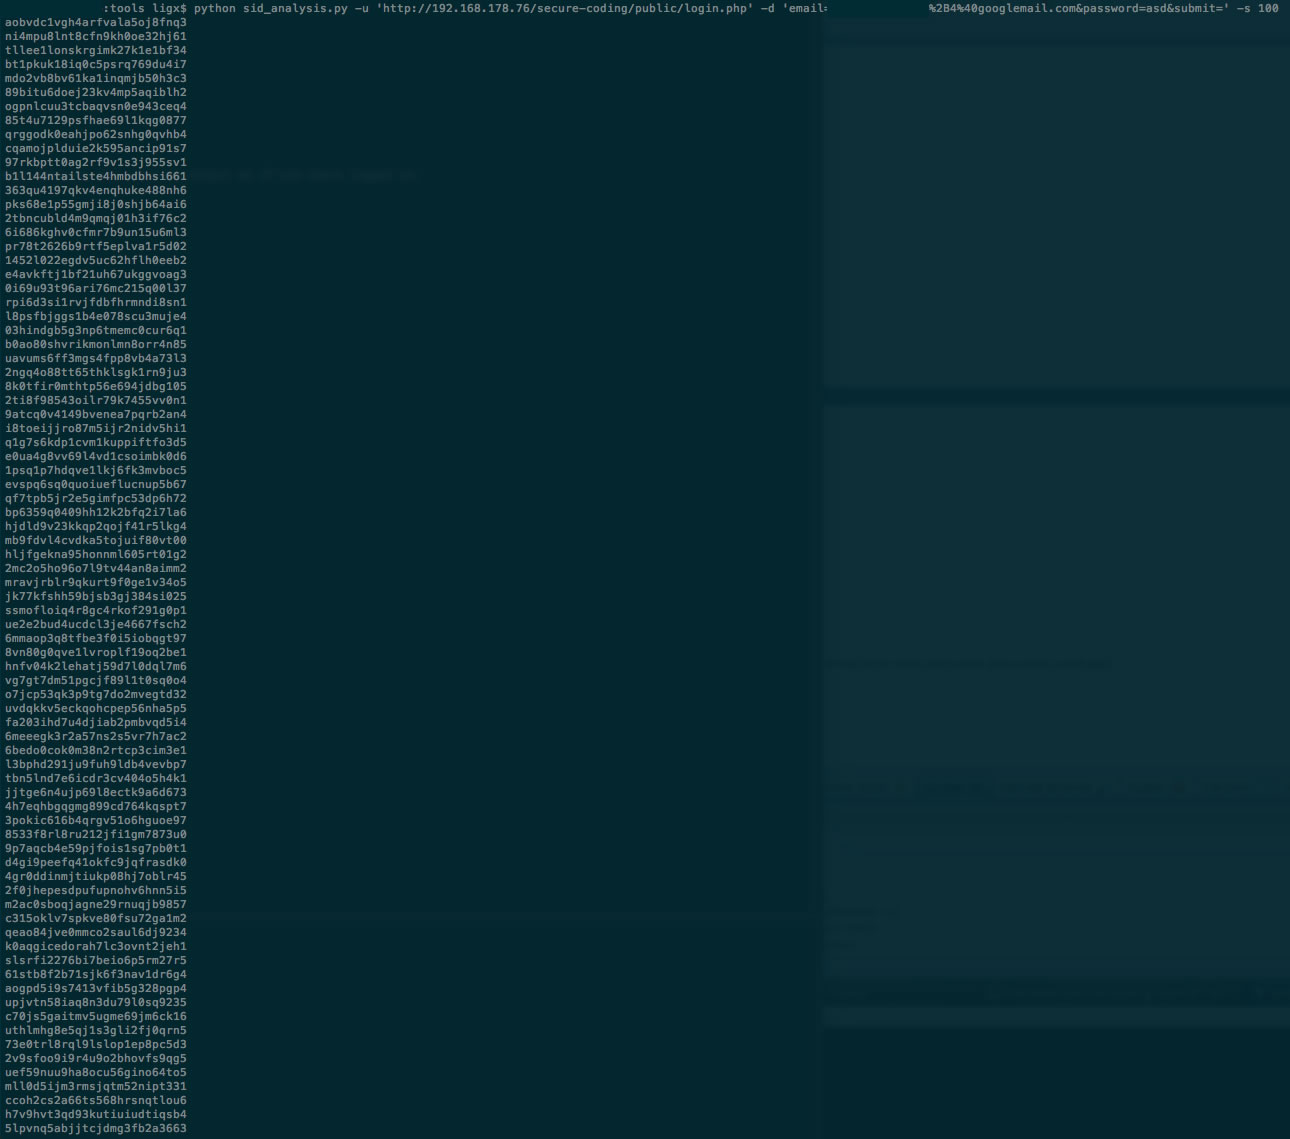 :tools ligx$ python sid_analysis.py -u 'http://192.168.178.76/secure-coding/public/login.php' -d 'email= %2B4%40googlemail.com&password=asd&submit=' -s 100
aobvdc1vgh4arfvala5oj8fnq3
ni4mpu8lnt8cfn9kh0oe32hj61
tllee1lonskrgimk27k1e1bf34
bt1pkuk18iq0c5psrq769du4i7
mdo2vb8bv61ka1inqmjb50h3c3
89bitu6doej23kv4mp5aqiblh2
ogpnlcuu3tcbaqvsn0e943ceq4
85t4u7129psfhae69l1kqg0877
qrggodk0eahjpo62snhg0qvhb4
cqamojplduie2k595ancip91s7
97rkbptt0ag2rf9v1s3j955sv1
b1l144ntailste4hmbdbhsi661
363qu4197qkv4enqhuke488nh6
pks68e1p55gmji8j0shjb64ai6
2tbncubld4m9qmqj01h3if76c2
6i686kghv0cfmr7b9un15u6ml3
pr78t2626b9rtf5eplva1r5d02
1452l022egdv5uc62hflh0eeb2
e4avkftj1bf21uh67ukggvoag3
0i69u93t96ari76mc215q00l37
rpi6d3si1rvjfdbfhrmndi8sn1
l8psfbjggs1b4e078scu3muje4
03hindgb5g3np6tmemc0cur6q1
b0ao80shvrikmonlmn8orr4n85
uavums6ff3mgs4fpp8vb4a73l3
2ngq4o88tt65thklsgk1rn9ju3
8k0tfir0mthtp56e694jdbg105
2ti8f98543oilr79k7455vv0n1
9atcq0v4149bvenea7pqrb2an4
i8toeijjro87m5ijr2nidv5hi1
q1g7s6kdp1cvm1kuppiftfo3d5
e0ua4g8vv69l4vd1csoimbk0d6
1psq1p7hdqve1lkj6fk3mvboc5
evspq6sq0quoiueflucnup5b67
qf7tpb5jr2e5gimfpc53dp6h72
bp6359q0409hh12k2bfq2i7la6
hjdld9v23kkqp2qojf41r5lkg4
mb9fdvl4cvdka5tojuif80vt00
hljfgekna95honnml605rt01g2
2mc2o5ho96o7l9tv44an8aimm2
mravjrblr9qkurt9f0ge1v34o5
jk77kfshh59bjsb3gj384si025
ssmofloiq4r8gc4rkof291g0p1
ue2e2bud4ucdcl3je4667fsch2
6mmaop3q8tfbe3f0i5iobqgt97
8vn80g0qve1lvroplf19oq2be1
hnfv04k2lehatj59d7l0dql7m6
vg7gt7dm51pgcjf89l1t0sq0o4
o7jcp53qk3p9tg7do2mvegtd32
uvdqkkv5eckqohcpep56nha5p5
fa203ihd7u4djiab2pmbvqd5i4
6meeegk3r2a57ns2s5vr7h7ac2
6bedo0cok0m38n2rtcp3cim3e1
l3bphd291ju9fuh9ldb4vevbp7
tbn5lnd7e6icdr3cv404o5h4k1
jjtge6n4ujp69l8ectk9a6d673
4h7eqhbgqgmg899cd764kqspt7
3pokic616b4qrgv51o6hguoe97
8533f8rl8ru212jfi1gm7873u0
9p7aqcb4e59pjfois1sg7pb0t1
d4gi9peefq41okfc9jqfrasdk0
4gr0ddinmjtiukp08hj7oblr45
2f0jhepesdpufupnohv6hnn5i5
m2ac0sboqjagne29rnuqjb9857
c315oklv7spkve80fsu72ga1m2
qeao84jve0mmco2saul6dj9234
k0aqgicedorah7lc3ovnt2jeh1
slsrfi2276bi7beio6p5rm27r5
61stb8f2b71sjk6f3nav1dr6g4
aogpd5i9s7413vfib5g328pgp4
upjvtn58iaq8n3du79l0sq9235
c70js5gaitmv5ugme69jm6ck16
uthlmhg8e5qj1s3gli2fj0qrn5
73e0trl8rql9lslop1ep8pc5d3
2v9sfoo9i9r4u9o2bhovfs9qg5
uef59nuu9ha8ocu56gino64to5
mll0d5ijm3rmsjqtm52nipt331
ccoh2cs2a66ts568hrsnqtlou6
h7v9hvt3qd93kutiuiudtiqsb4
5lpvnq5abjjtcjdmg3fb2a3663